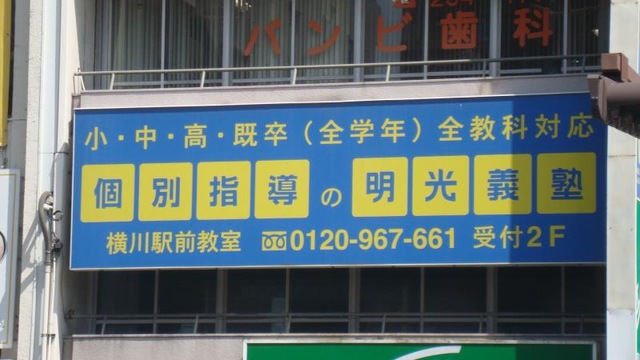 バンビ歯科
小・中・高・既卒（全学年）全教科対応
個別指導の明光義塾
横川駅前教室 0120-967-661 受付2F